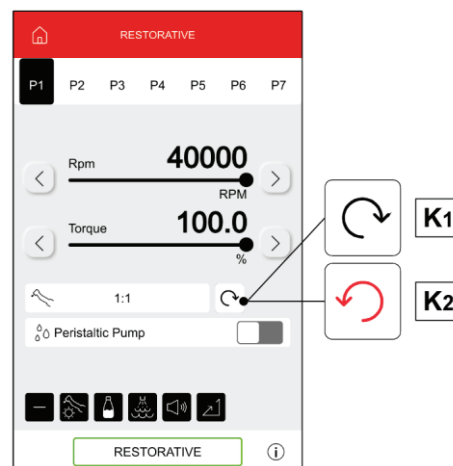 RESTORATIVE
P1 P2 P3 P4 P5 P6 P7
Rpm 40000
RPM
Torque 100.0
%
1:1
Peristaltic Pump
RESTORATIVE
K1
K2